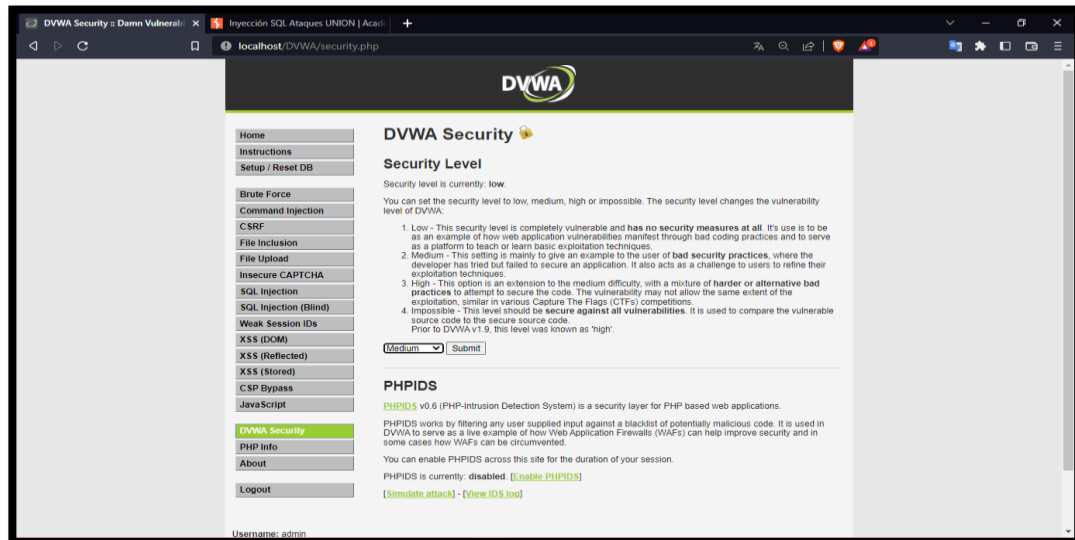 DVWA Security :: Damn Vulnerabl
Inyección SQL Ataques UNION | Acad
localhost/DVWA/security.php
DVWA
Home
Instructions
Setup / Reset DB
Brute Force
Command Injection
CSRF
File Inclusion
File Upload
Insecure CAPTCHA
SQL Injection
SQL Injection (Blind)
Weak Session IDs
XSS (DOM)
XSS (Reflected)
XSS (Stored)
CSP Bypass
JavaScript
DVWA Security
PHP Info
About
Logout
Username: admin
DVWA Security
Security Level
Security level is currently: low.
You can set the security level to low, medium, high or impossible. The security level changes the vulnerability
level of DVWA:
1. Low - This security level is completely vulnerable and has no security measures at all. It's use is to be
as an example of how web application vulnerabilities manifest through bad coding practices and to serve
as a platform to teach or learn basic exploitation techniques.
2. Medium - This setting is mainly to give an example to the user of bad security practices, where the
developer has tried but failed to secure an application. It also acts as a challenge to users to refine their
exploitation techniques.
3. High - This option is an extension to the medium difficulty, with a mixture of harder or alternative bad
practices to attempt to secure the code. The vulnerability may not allow the same extent of the
exploitation, similar in various Capture The Flags (CTFs) competitions.
4. Impossible - This level should be secure against all vulnerabilities. It is used to compare the vulnerable
source code to the secure source code.
Prior to DVWA v1.9, this level was known as 'high'.
Medium Submit
PHPIDS
PHPIDS v0.6 (PHP-Intrusion Detection System) is a security layer for PHP based web applications.
PHPIDS works by filtering any user supplied input against a blacklist of potentially malicious code. It is used in
DVWA to serve as a live example of how Web Application Firewalls (WAFs) can help improve security and in
some cases how WAFs can be circumvented.
You can enable PHPIDS across this site for the duration of your session.
PHPIDS is currently: disabled. [Enable PHPIDS]
[Simulate attack] - [View IDS log]